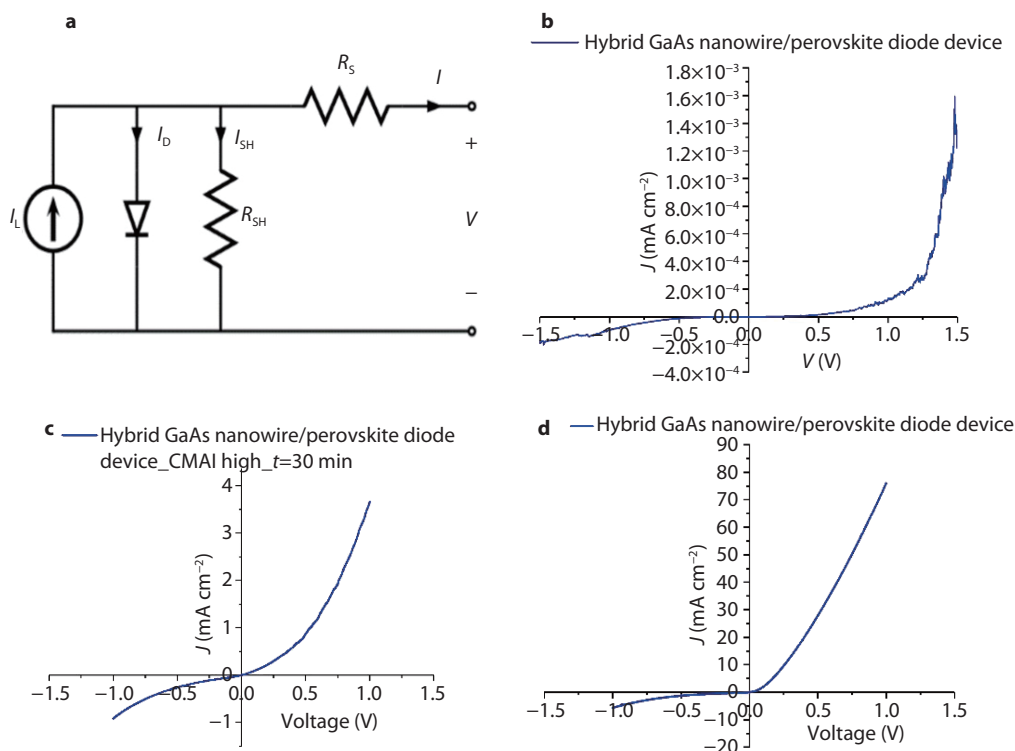 a
R_S
I
I_D
I_SH
+
I_L
R_SH
V
−
b
Hybrid GaAs nanowire/perovskite diode device
1.8×10⁻³
1.6×10⁻³
1.4×10⁻³
1.2×10⁻³
1.0×10⁻³
8.0×10⁻⁴
6.0×10⁻⁴
4.0×10⁻⁴
2.0×10⁻⁴
0.0
−2.0×10⁻⁴
−4.0×10⁻⁴
J (mA cm⁻²)
−1.5 −1.0 −0.5 0.0 0.5 1.0 1.5
V (V)
c Hybrid GaAs nanowire/perovskite diode
device_CMAI high_t=30 min
4
3
2
1
0
−1
J (mA cm⁻²)
−1.5 −1.0 −0.5 0.0 0.5 1.0 1.5
Voltage (V)
d Hybrid GaAs nanowire/perovskite diode device
90
80
70
60
50
40
30
20
10
0
−10
−20
J (mA cm⁻²)
−1.5 −1.0 −0.5 0.0 0.5 1.0 1.5
Voltage (V)